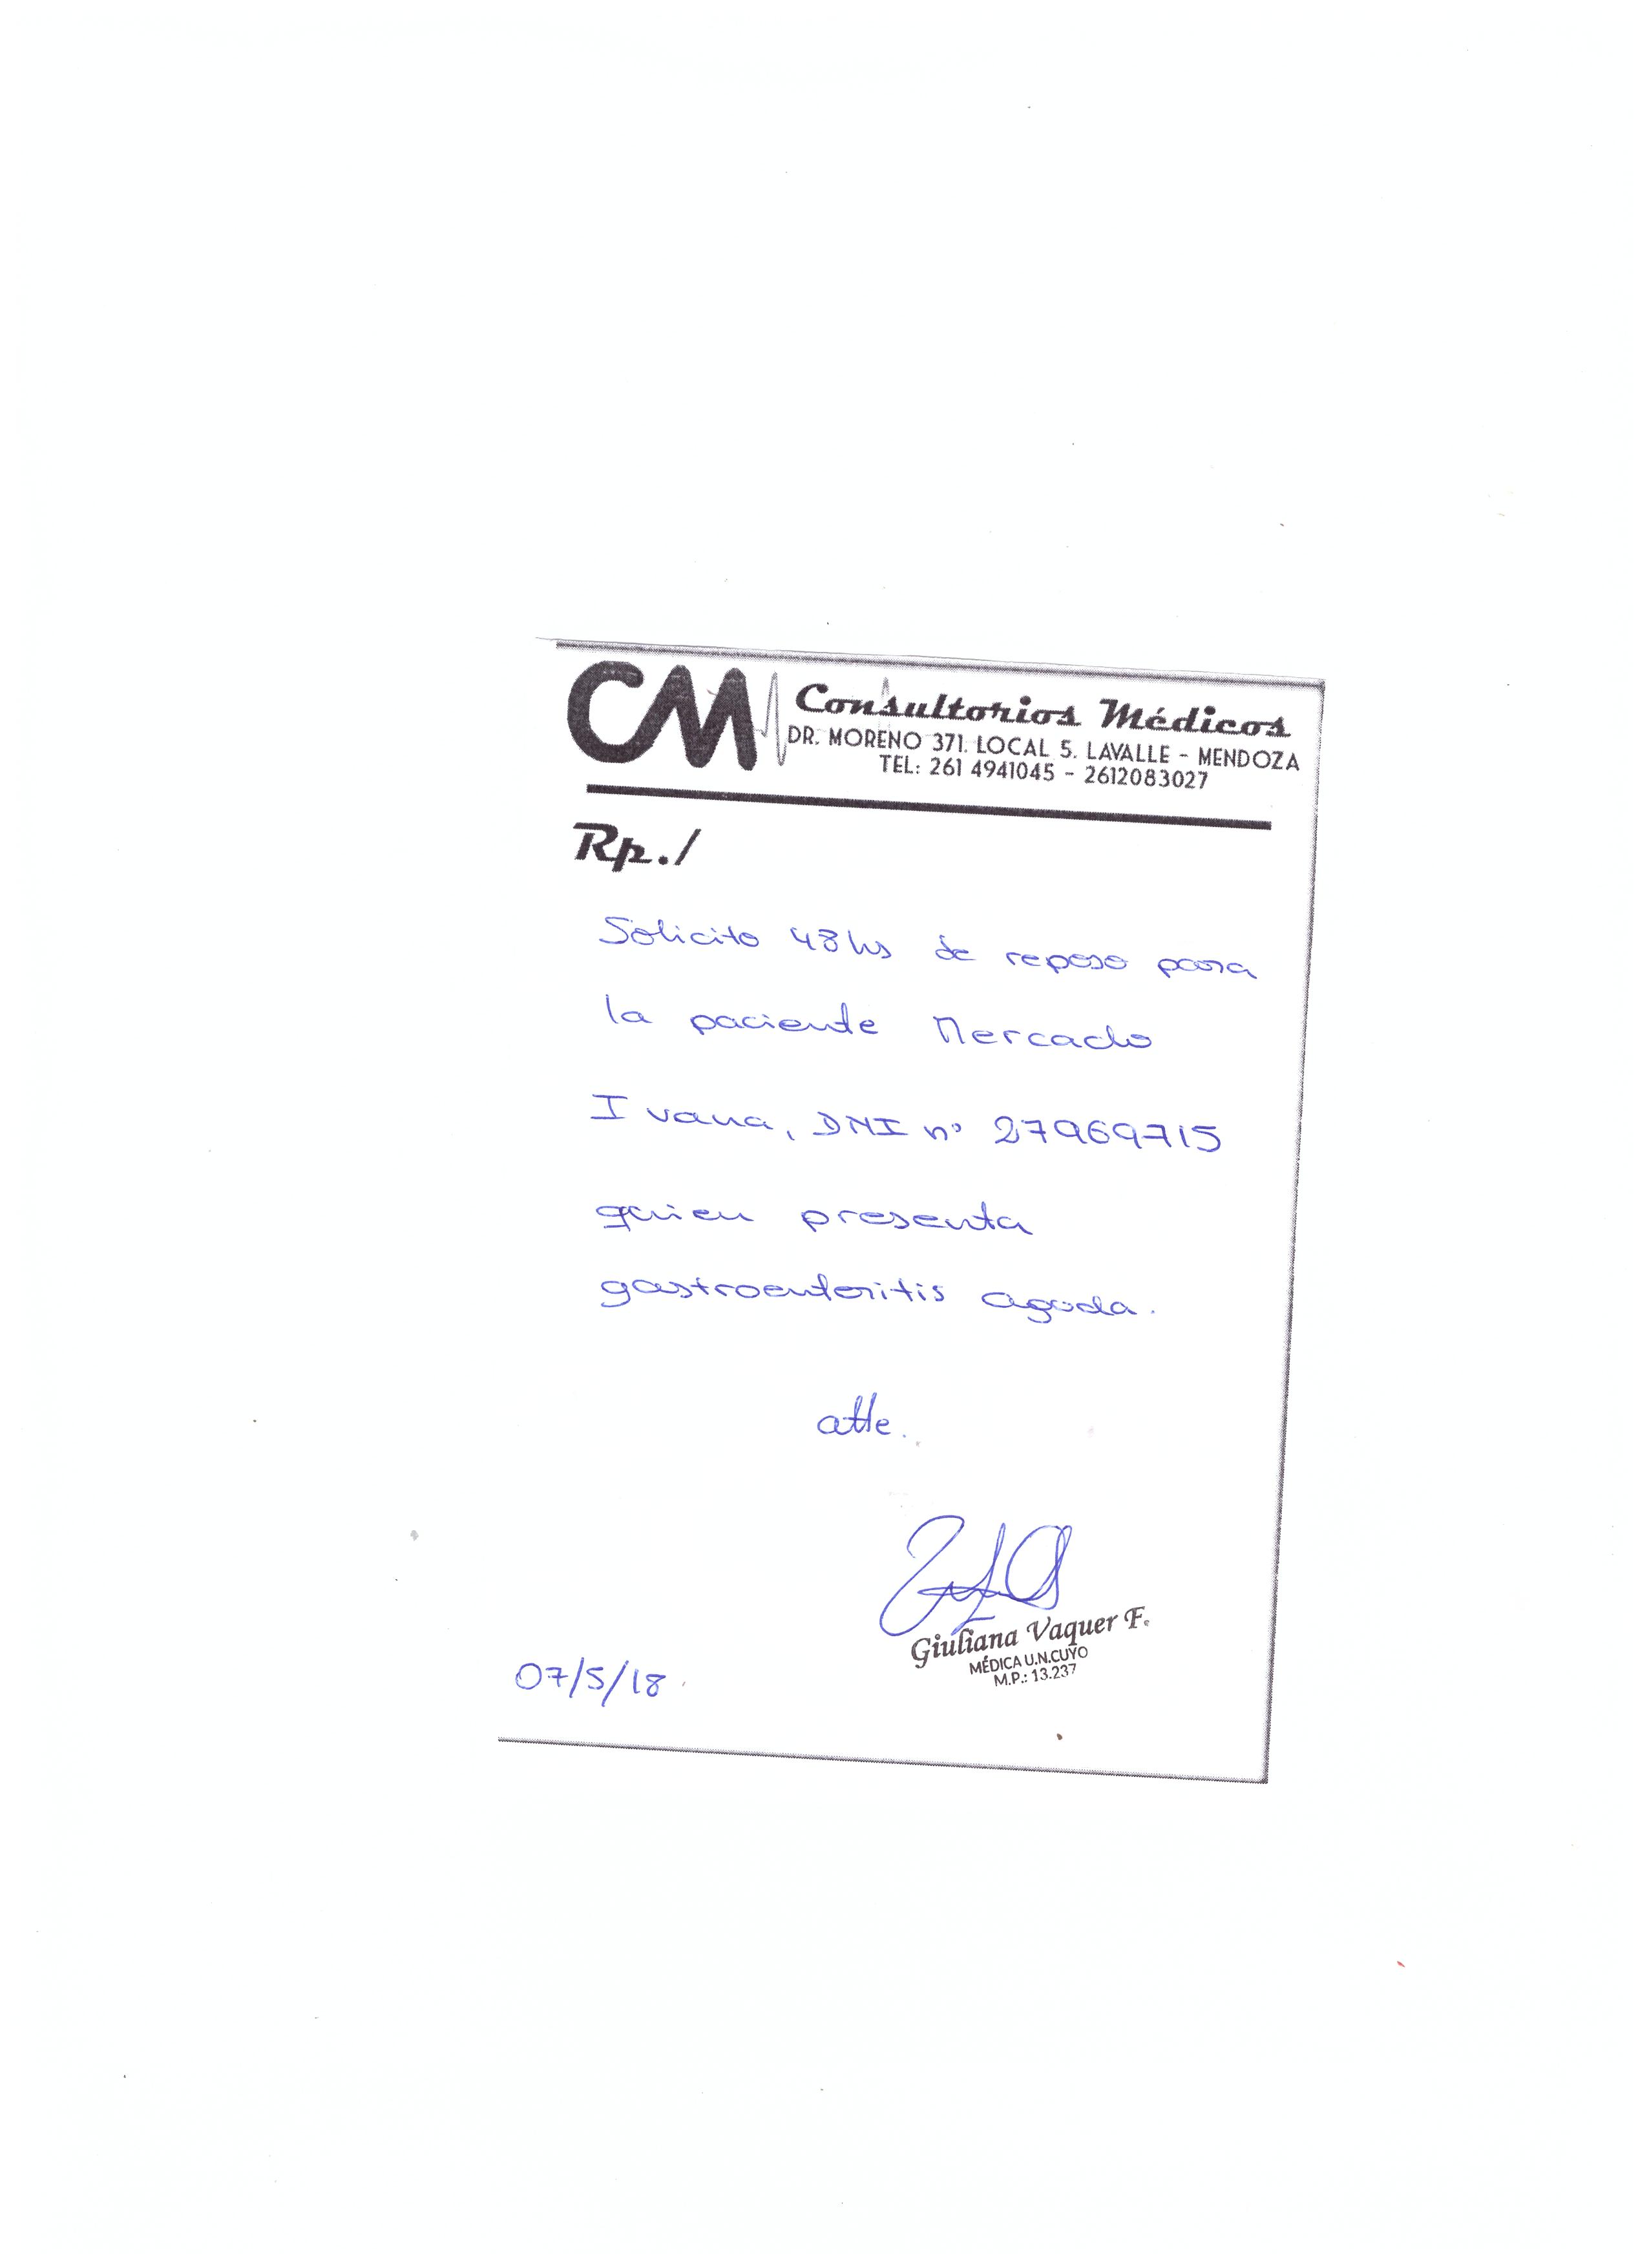 CM Consultorios Médicos
DR. MORENO 371. LOCAL 5. LAVALLE - MENDOZA
TEL: 261 4941045 - 2612083027
Rp./
Solicito 48hs de reposo para
la paciente Mercado
Ivana, DNI nº 27969715
quien presenta
gastroenteritis aguda.
atte.
Giuliana Vaquer F.
MÉDICA U.N.CUYO
M.P.: 13.237
07/5/18